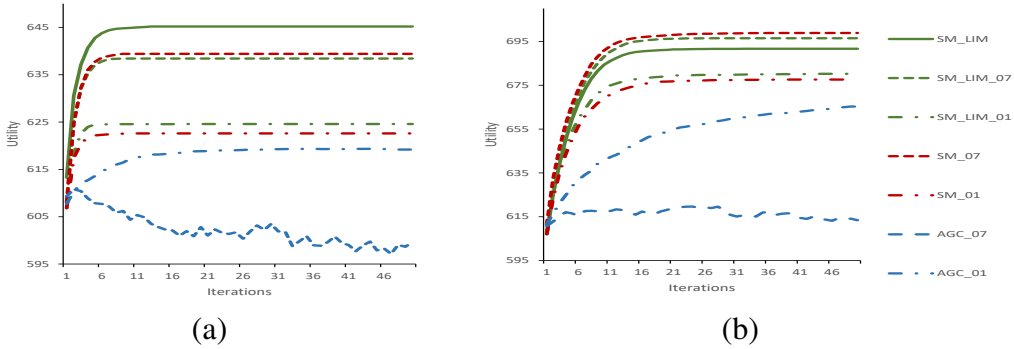 645
635
625
615
605
595
Utility
1 6 11 16 21 26 31 36 41 46
Iterations
(a)
695
675
655
635
615
595
Utility
1 6 11 16 21 26 31 36 41 46
Iterations
(b)
SM_LIM
SM_LIM_07
SM_LIM_01
SM_07
SM_01
AGC_07
AGC_01